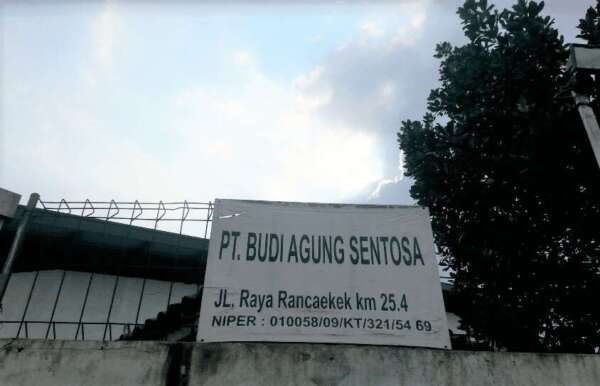 PT. BUDI AGUNG SENTOSA
JL. Raya Rancaekek km 25.4
NIPER : 010058/09/KT/321/54 69